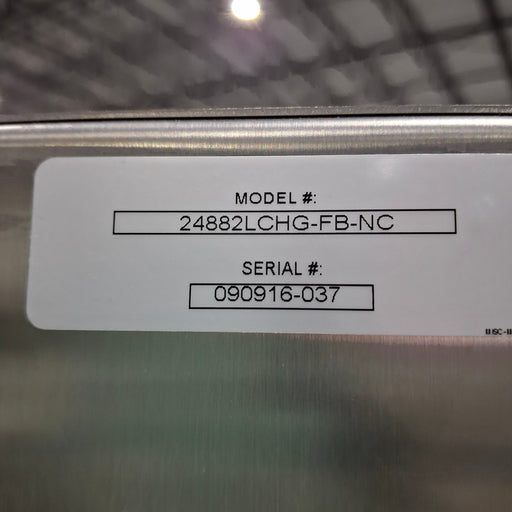 MODEL #:
24882LCHG-FB-NC
SERIAL #:
090916-037